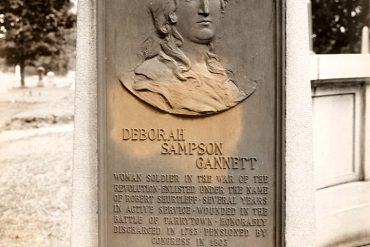 DEBORAH
SAMPSON
GANNETT
WOMAN SOLDIER IN THE WAR OF THE
REVOLUTION·ENLISTED UNDER THE NAME
OF ROBERT SHURTLEFF·SEVERAL YEARS
IN ACTIVE SERVICE·WOUNDED IN THE
BATTLE OF TARRYTOWN·HONORABLY
DISCHARGED IN 1783·PENSIONED BY
CONGRESS IN 1805